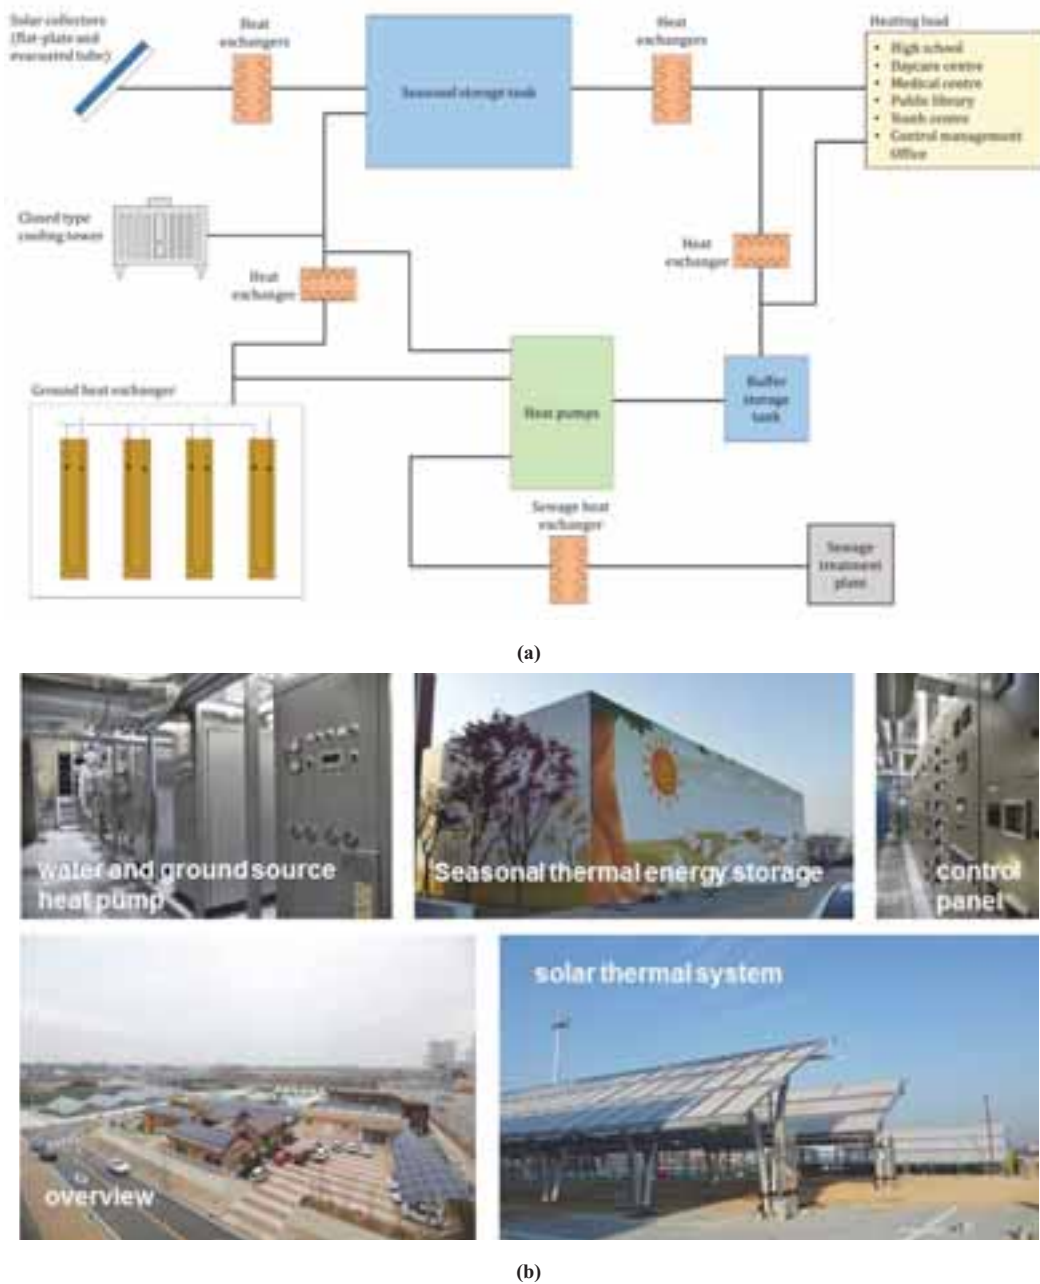 Solar collectors
(flat-plate and
evacuated tube)
Heat
exchangers
Seasonal storage tank
Heat
exchangers
Heating load
• High school
• Daycare centre
• Medical centre
• Public library
• Youth centre
• Control management
Office
Closed type
cooling tower
Heat
exchanger
Heat
exchanger
Ground heat exchanger
Heat pumps
Buffer
storage
tank
Sewage heat
exchanger
Sewage
treatment
plate
(a)
water and ground source
heat pump
Seasonal thermal energy storage
control
panel
overview
solar thermal system
(b)